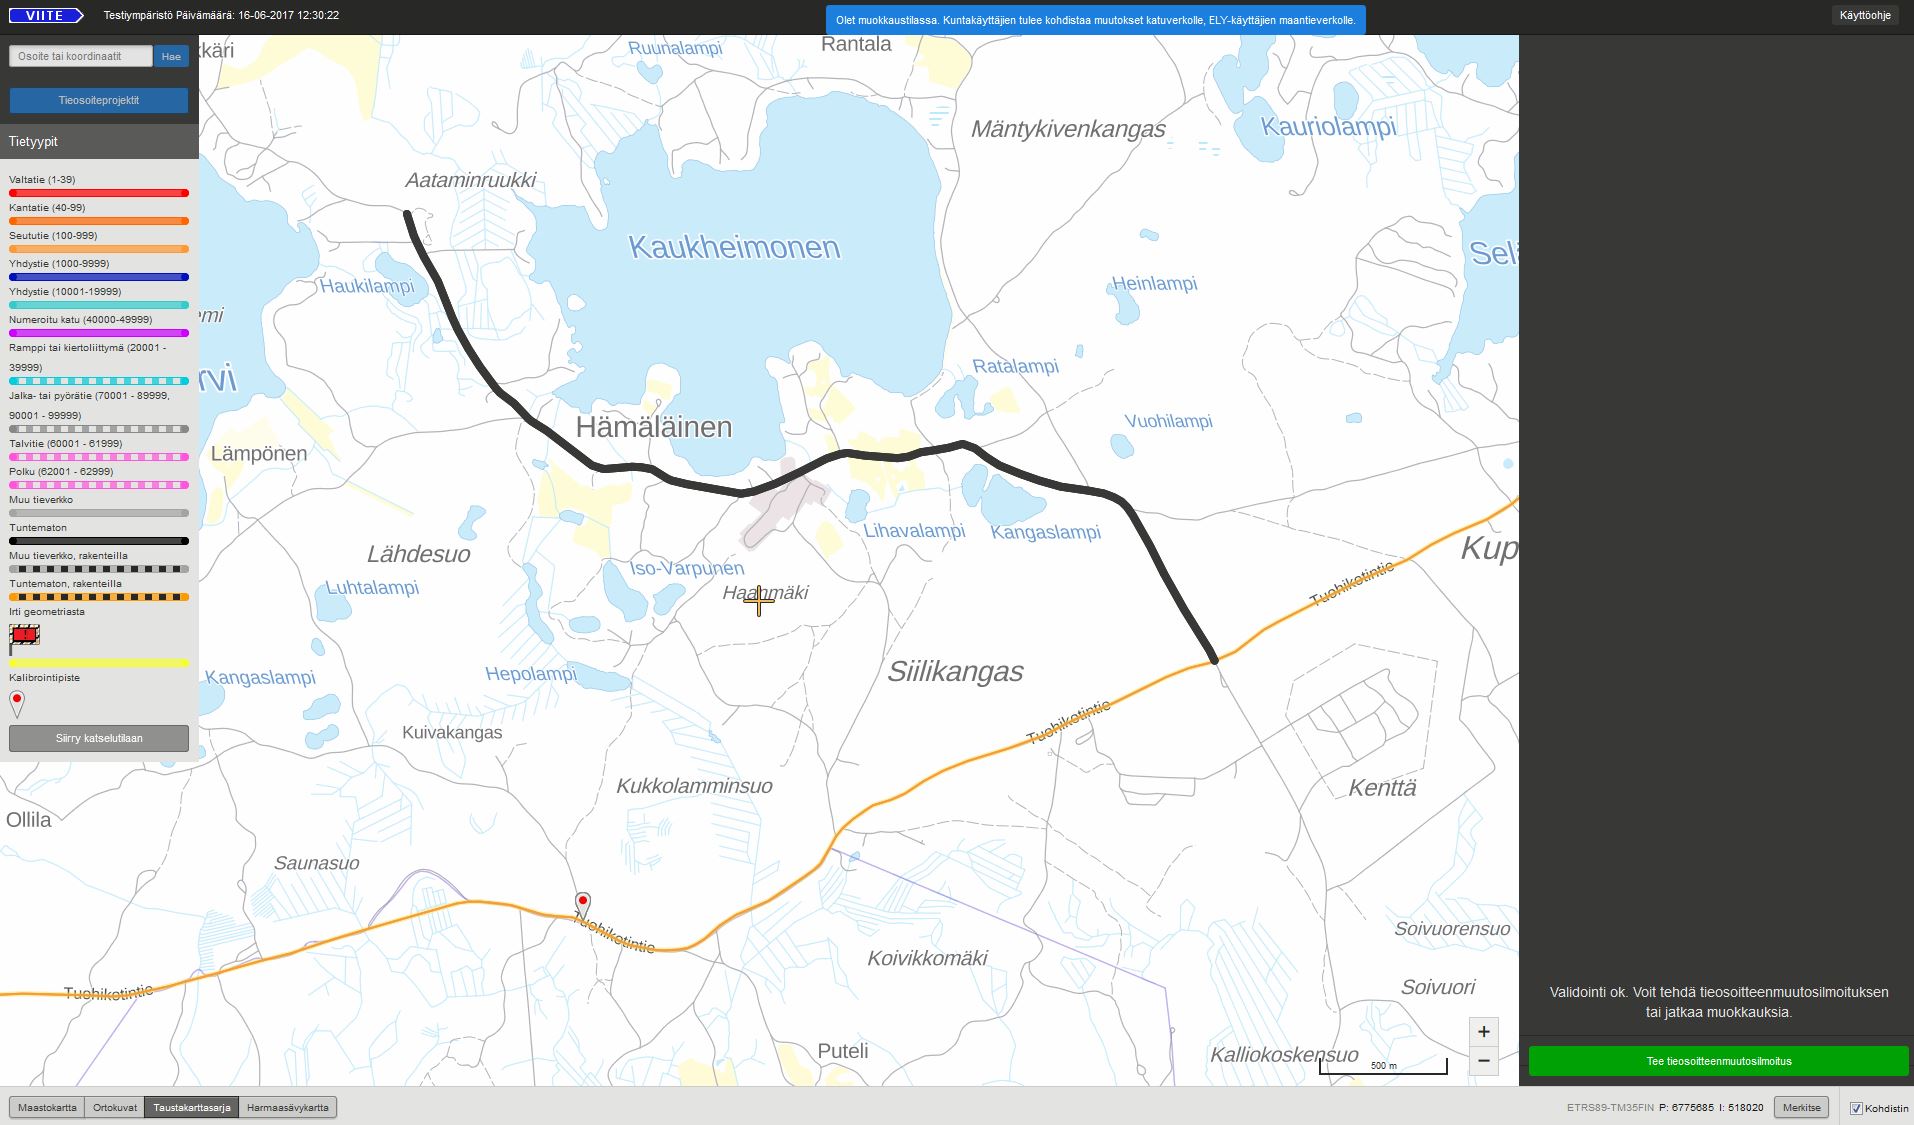 VIITE
Testiympäristö Päivämäärä: 16-06-2017 12:30:22
Olet muokkaustilassa. Kuntakäyttäjien tulee kohdistaa muutokset katuverkolle, ELY-käyttäjien maantieverkolle.
Käyttöohje
Osoite tai koordinaatit
Hae
Tieosoiteprojektit
Tietyypit
Valtatie (1-39)
Kantatie (40-99)
Seututie (100-999)
Yhdystie (1000-9999)
Yhdystie (10001-19999)
Numeroitu katu (40000-49999)
Ramppi tai kiertoliittymä (20001 -
39999)
Jalka- tai pyörätie (70001 - 89999,
90001 - 99999)
Talvitie (60001 - 61999)
Polku (62001 - 62999)
Muu tieverkko
Tuntematon
Muu tieverkko, rakenteilla
Tuntematon, rakenteilla
Irti geometriasta
Kalibrointipiste
Siirry katselutilaan
kkäri
Ruunalampi
Rantala
Mäntykivenkangas
Kauriolampi
Aataminruukki
Kaukheimonen
Selä
Haukilampi
Heinlampi
emi
rvi
Ratalampi
Hämäläinen
Vuohilampi
Lämpönen
Lihavalampi
Kangaslampi
Lähdesuo
Kup
Iso-Varpunen
Tuohikotintie
Luhtalampi
Haanmäki
Kangaslampi
Hepolampi
Siilikangas
Tuohikotintie
Kuivakangas
Kukkolamminsuo
Kenttä
Ollila
Saunasuo
Tuohikotintie
Soivuorensuo
Koivikkomäki
Soivuori
Tuohikotintie
Puteli
Kalliokoskensuo
+
−
500 m
Validointi ok. Voit tehdä tieosoitteenmuutosilmoituksen
tai jatkaa muokkauksia.
Tee tieosoitteenmuutosilmoitus
Maastokartta
Ortokuvat
Taustakarttasarja
Harmaasävykartta
ETRS89-TM35FIN P: 6775685 I: 518020
Merkitse
Kohdistin